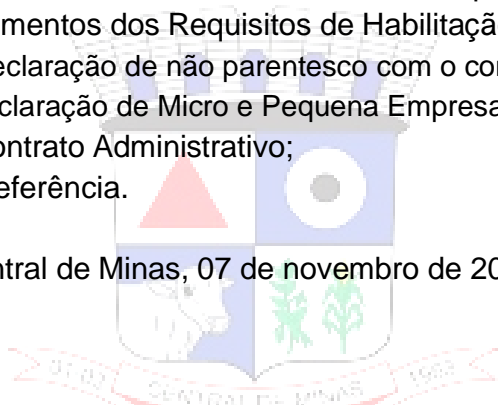 umentos dos Requisitos de Habilitaçã
eclaração de não parentesco com o co
claração de Micro e Pequena Empresa
ontrato Administrativo;
eferência.
ntral de Minas, 07 de novembro de 20
CENTRAL DE MINAS